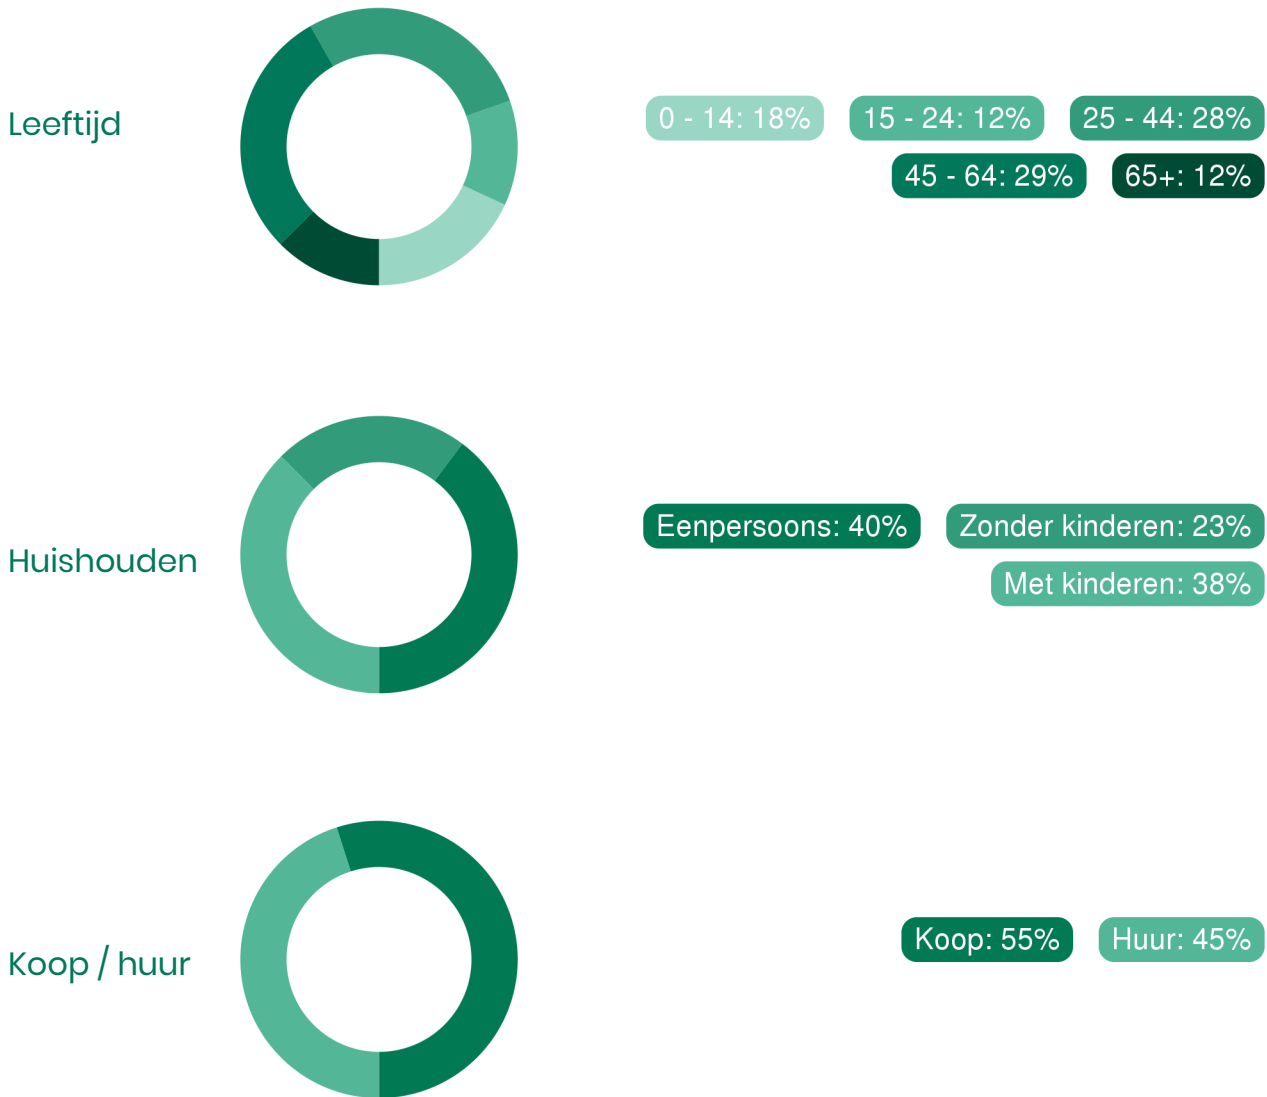 Leeftijd
0 - 14: 18% 15 - 24: 12% 25 - 44: 28%
45 - 64: 29% 65+: 12%
Huishouden
Eenpersoons: 40% Zonder kinderen: 23%
Met kinderen: 38%
Koop / huur
Koop: 55% Huur: 45%